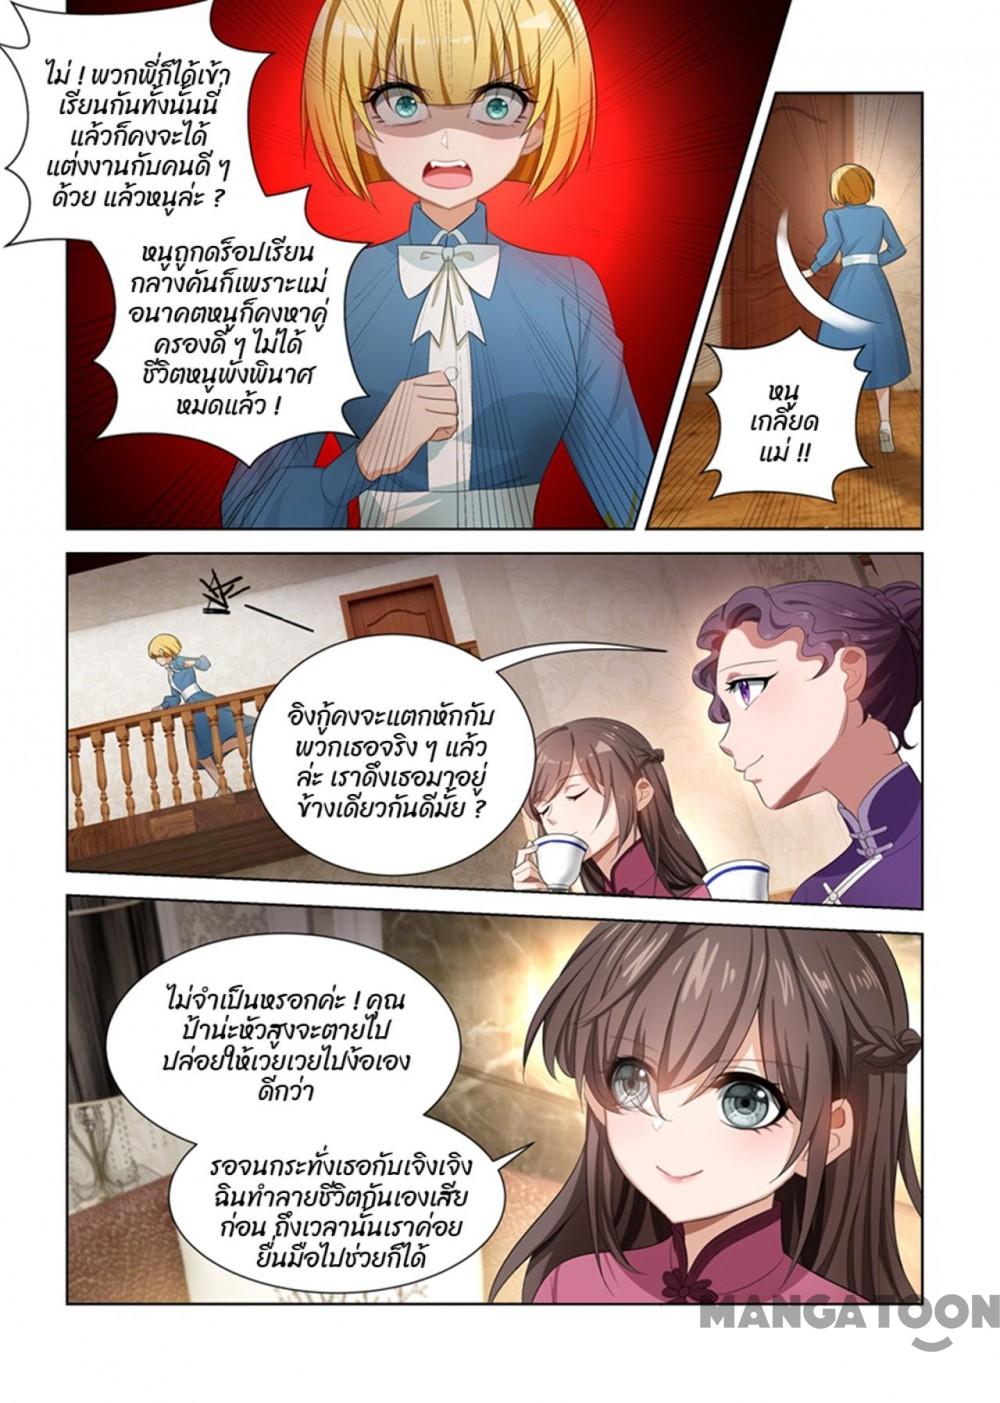 ไม่ ! พวกพี่ก็ได้เข้า
เรียนกันทั้งนั้นนี่
แล้วก็คงจะได้
แต่งงานกับคนดี ๆ
ด้วย แล้วหนูล่ะ ?
หนูถูกดร็อปเรียน
กลางคันก็เพราะแม่
อนาคตหนูก็คงหาคู่
ครองดี ๆ ไม่ได้
ชีวิตหนูพังพินาศ
หมดแล้ว !
หนู
เกลียด
แม่ !!
อิงกู้คงจะแตกหักกับ
พวกเธอจริง ๆ แล้ว
ล่ะ เราดึงเธอมาอยู่
ข้างเดียวกันดีมั้ย ?
ไม่จำเป็นหรอกค่ะ ! คุณ
ป้าน่ะหัวสูงจะตายไป
ปล่อยให้เวยเวยไปง้อเอง
ดีกว่า
รอจนกระทั่งเธอกับเจิงเจิง
ฉินทำลายชีวิตกันเองเสีย
ก่อน ถึงเวลานั้นเราค่อย
ยื่นมือไปช่วยก็ได้
MANGATOON